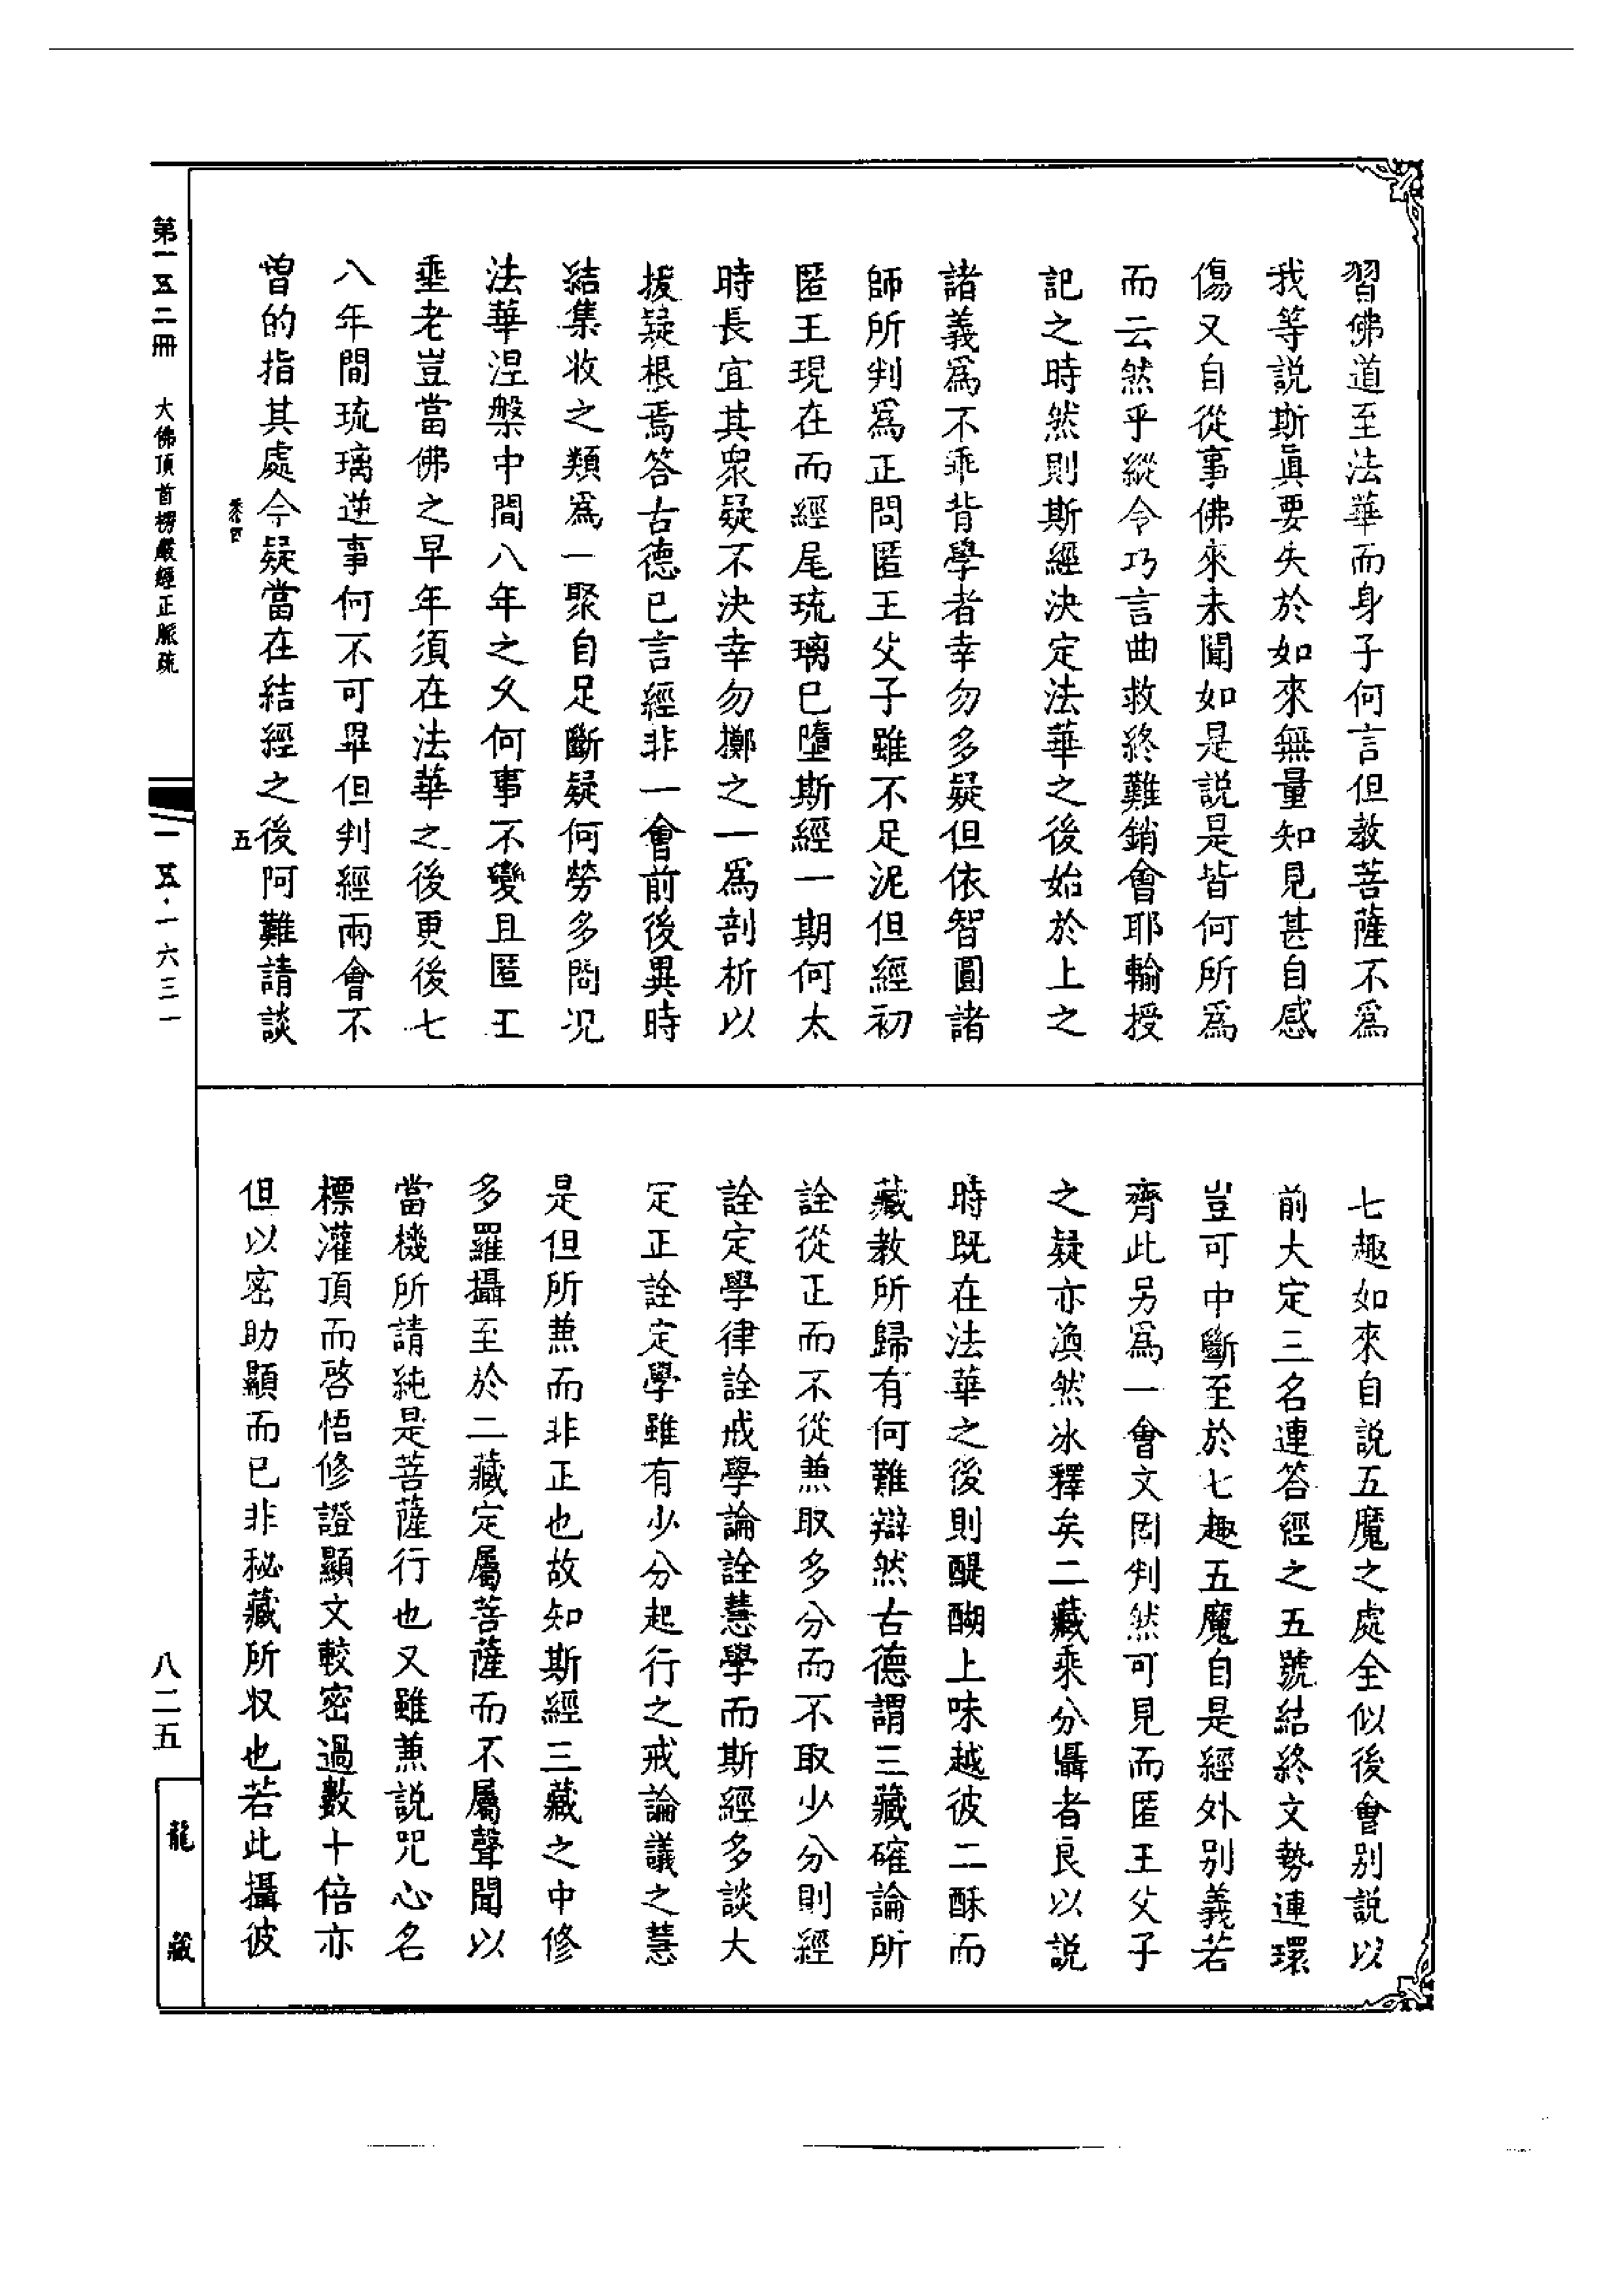 習佛道至法華而身子何言但教菩薩不爲
我等説斯眞要失於如來無量知見甚自感
傷又自從事佛來未聞如是説是皆何所爲
而云然乎縱令巧言曲救終難銷會耶輸授
記之時然則斯經決定法華之後始於上之
諸義爲不乖背學者幸勿多疑但依智圓諸
師所判爲正問匿王父子雖不足泥但經初
匿王現在而經尾琉璃已墮斯經一期何太
時長宜其衆疑不決幸勿擲之一爲剖析以
拔疑根焉答古德已言經非一會前後異時
結集收之類爲一聚自足斷疑何勞多問況
法華涅槃中間八年之久何事不變且匿王
垂老豈當佛之早年須在法華之後更後七
八年間琉璃逆事何不可畢但判經兩會不
曽的指其處今疑當在結經之後阿難請談
五
七趣如來自説五魔之處全似後會别説以
前大定三名連答經之五號結終文勢連環
豈可中斷至於七趣五魔自是經外别義若
齊此另爲一會文罔判然可見而匿王父子
之疑亦渙然冰釋矣二藏乘分攝者良以説
時既在法華之後則醍醐上味越彼二酥而
藏教所歸有何難辯然古德謂三藏確論所
詮從正而不從兼取多分而不取少分則經
詮定學律詮戒學論詮慧學而斯經多談大
定正詮定學雖有少分起行之戒論議之慧
是但所兼而非正也故知斯經三藏之中修
多羅攝至於二藏定屬菩薩而不屬聲聞以
當機所請純是菩薩行也又雖兼説咒心名
標灌頂而啓悟修證顯文較密過數十倍亦
但以密助顯而已非秘藏所収也若此攝彼
第一五二冊
大佛頂首楞嚴經正脈疏
一五·一六三一
八二五
龍藏